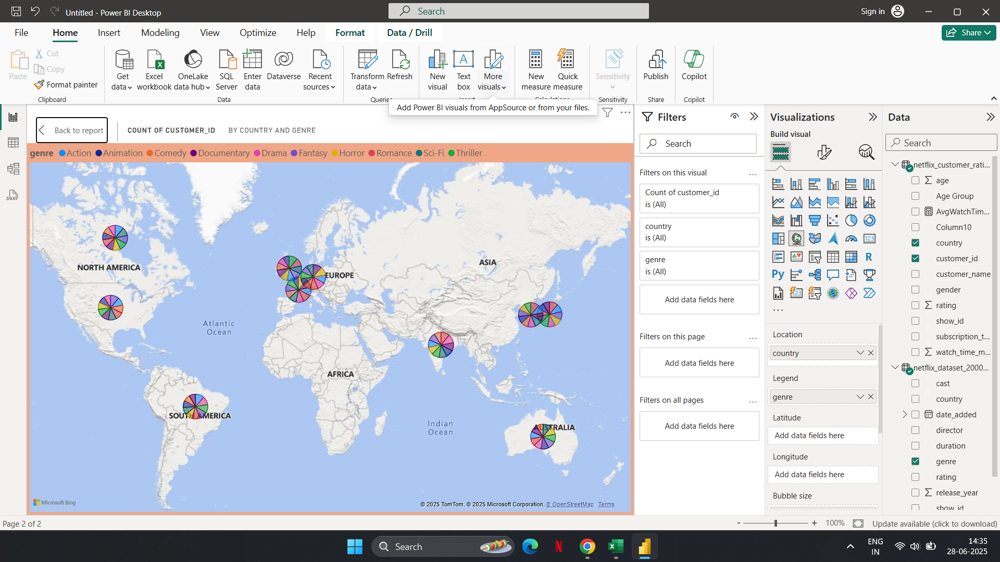 Untitled - Power BI Desktop
Search
Sign in
File
Home
Insert
Modeling
View
Optimize
Help
Format
Data / Drill
Share
Paste
Cut
Copy
Format painter
Clipboard
Get data
Excel workbook
OneLake data hub
SQL Server
Enter data
Dataverse
Recent sources
Data
Transform data
Refresh
Queries
New visual
Text box
More visuals
New measure
Quick measure
Sensitivity
Sensitivity
Publish
Share
Copilot
Copilot
Add Power BI visuals from AppSource or from your files.
Back to report
COUNT OF CUSTOMER_ID
BY COUNTRY AND GENRE
genre
Action
Animation
Comedy
Documentary
Drama
Fantasy
Horror
Romance
Sci-Fi
Thriller
NORTH AMERICA
EUROPE
ASIA
Atlantic
Ocean
AFRICA
SOUTH AMERICA
Indian
Ocean
AUSTRALIA
Microsoft Bing
© 2025 TomTom, © 2025 Microsoft Corporation, © OpenStreetMap Terms
Filters
Search
Filters on this visual
...
Count of customer_id
is (All)
country
is (All)
genre
is (All)
Add data fields here
Filters on this page
...
Add data fields here
Filters on all pages
...
Add data fields here
Visualizations
Build visual
123
R
Py
...
Location
country
Legend
genre
Latitude
Add data fields here
Longitude
Add data fields here
Bubble size
Data
Search
netflix_customer_rati...
age
Age Group
AvgWatchTim...
Column10
country
customer_id
customer_name
gender
rating
show_id
subscription_t...
watch_time_m...
netflix_dataset_2000...
cast
country
date_added
director
duration
genre
rating
release_year
show_id
Page 2 of 2
- + 100%
Update available (click to download)
Search
ENG
IN
14:35
28-06-2025
DAX